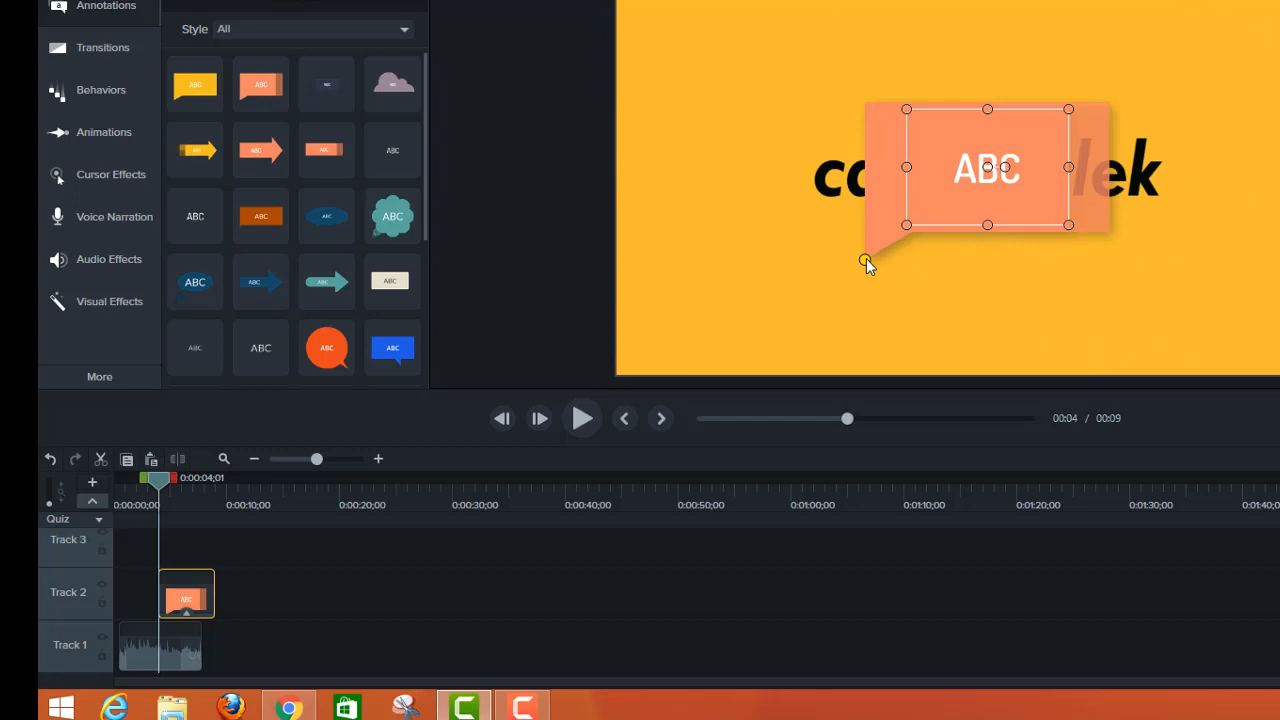 Annotations
Style All
Transitions
Behaviors
Animations
Cursor Effects
Voice Narration
Audio Effects
Visual Effects
More
ABC ABC ABC
ABC ABC ABC ABC
ABC ABC ABC ABC
ABC ABC ABC ABC
ABC ABC ABC ABC
co ABC lek
00:04 / 00:09
0:00:04;01
0:00:00;00 0:00:10;00 0:00:20;00 0:00:30;00 0:00:40;00 0:00:50;00 0:01:00;00 0:01:10;00 0:01:20;00 0:01:30;00 0:01:40;0
Quiz
Track 3
Track 2
ABC
Track 1